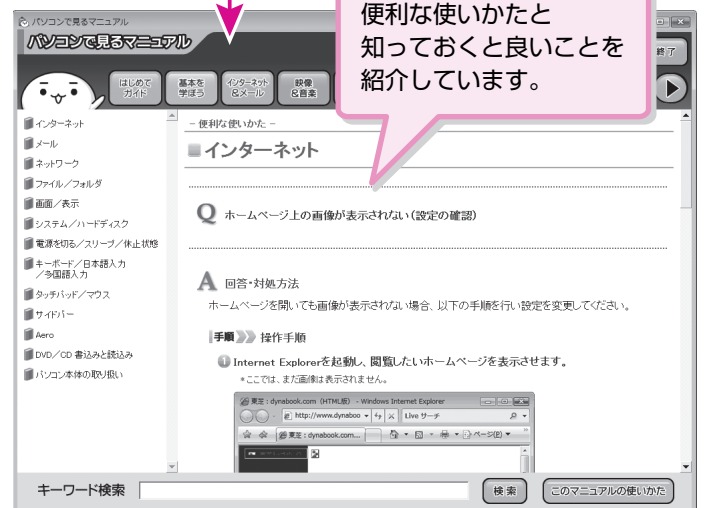 便利な使いかたと
知っておくと良いことを
紹介しています。
パソコンで見るマニュアル
パソコンで見るマニュアル
終了
はじめて
ガイド
基本を
学ぼう
インターネット
&メール
映像
&音楽
インターネット
メール
ネットワーク
ファイル/フォルダ
画面/表示
システム/ハードディスク
電源を切る/スリープ/休止状態
キーボード/日本語入力
/多国語入力
タッチパッド/マウス
サイドバー
Aero
DVD/CD 書込みと読込み
パソコン本体の取り扱い
- 便利な使いかた -
インターネット
Q ホームページ上の画像が表示されない(設定の確認)
A 回答・対処方法
ホームページを開いても画像が表示されない場合、以下の手順を行い設定を変更してください。
手順 操作手順
1 Internet Explorerを起動し、閲覧したいホームページを表示させます。
*ここでは、まだ画像は表示されません。
東芝:dynabook.com (HTML版) - Windows Internet Explorer
http://www.dynaboo
Live サーチ
東芝:dynabook.com...
ページ(P)
キーワード検索
検索
このマニュアルの使いかた